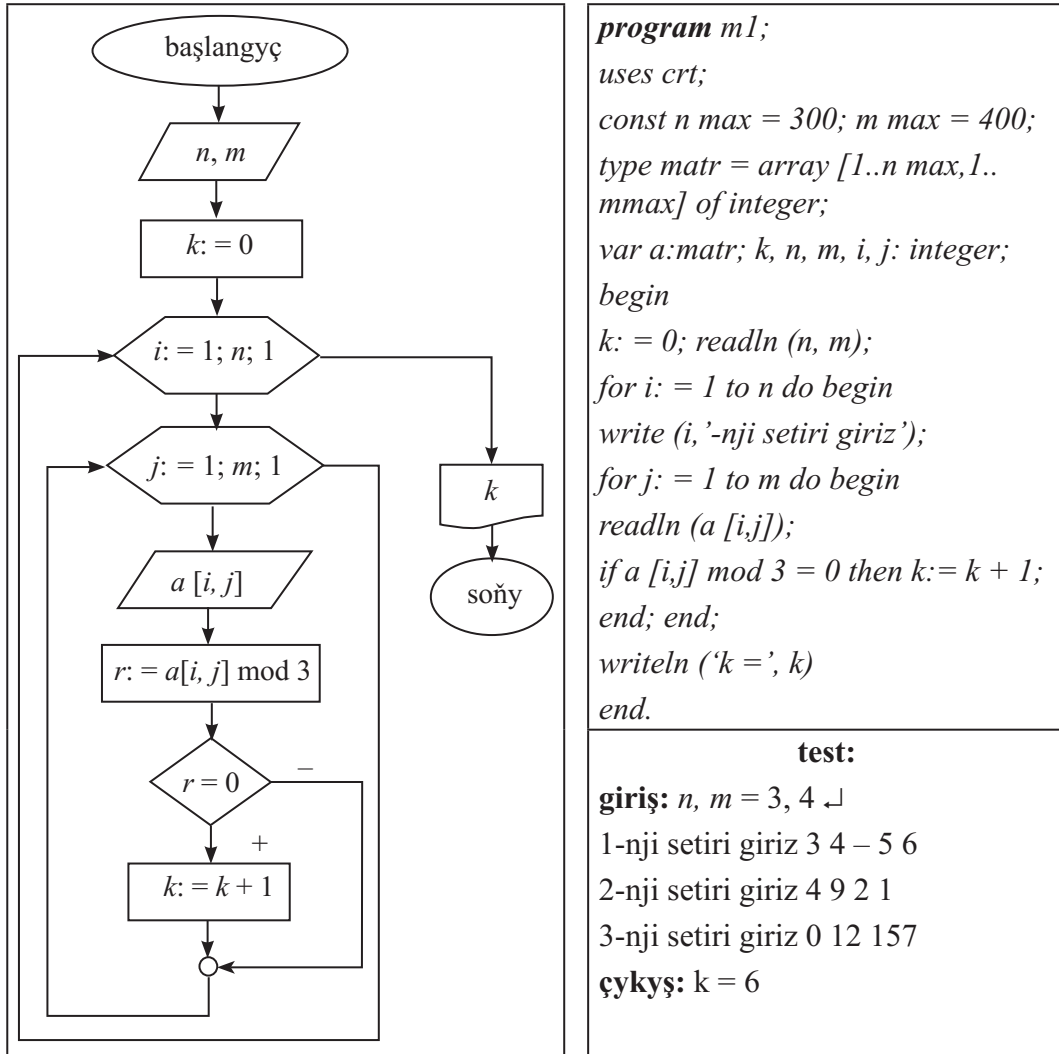 başlangyç
n, m
k: = 0
i: = 1; n; 1
j: = 1; m; 1
a [i, j]
r: = a[i, j] mod 3
r = 0
–
+
k: = k + 1
k
soňy
program m1;
uses crt;
const n max = 300; m max = 400;
type matr = array [1..n max,1..
mmax] of integer;
var a:matr; k, n, m, i, j: integer;
begin
k: = 0; readln (n, m);
for i: = 1 to n do begin
write (i,’-nji setiri giriz’);
for j: = 1 to m do begin
readln (a [i,j]);
if a [i,j] mod 3 = 0 then k:= k + 1;
end; end;
writeln (‘k =’, k)
end.
test:
giriş: n, m = 3, 4 ↵
1-nji setiri giriz 3 4 – 5 6
2-nji setiri giriz 4 9 2 1
3-nji setiri giriz 0 12 157
çykyş: k = 6